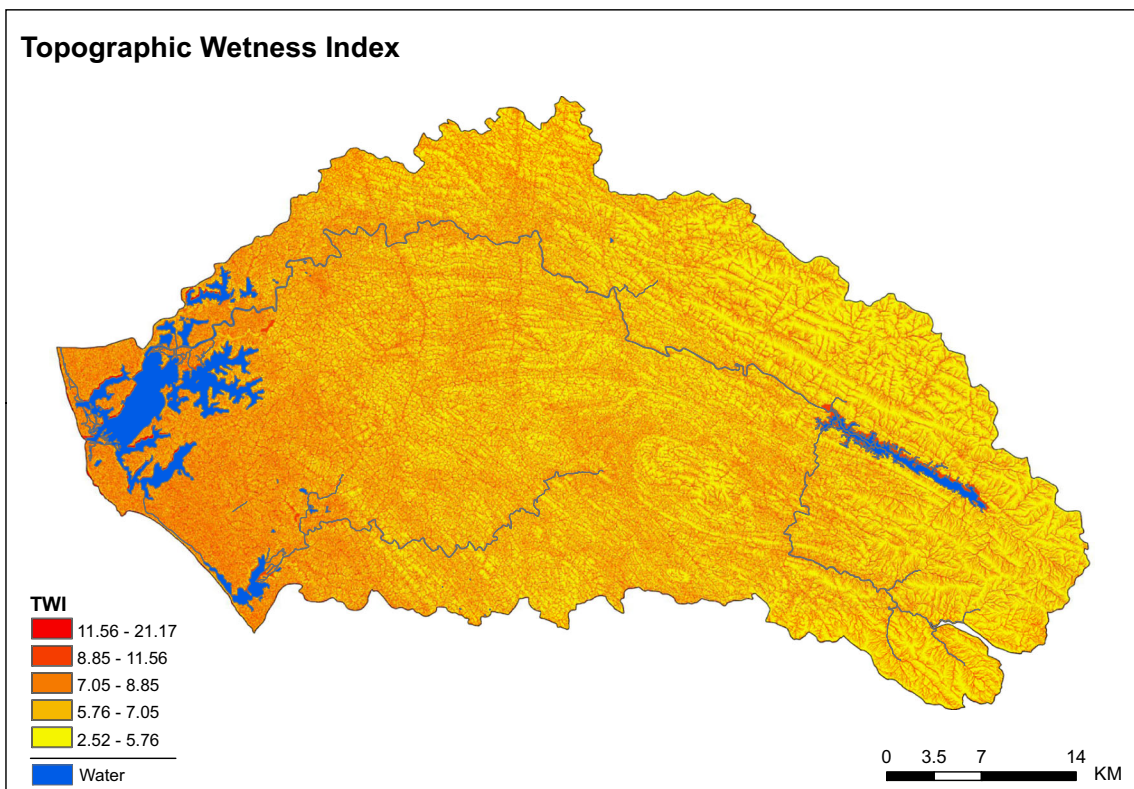 Topographic Wetness Index
TWI
11.56 - 21.17
8.85 - 11.56
7.05 - 8.85
5.76 - 7.05
2.52 - 5.76
Water
0 3.5 7 14
KM